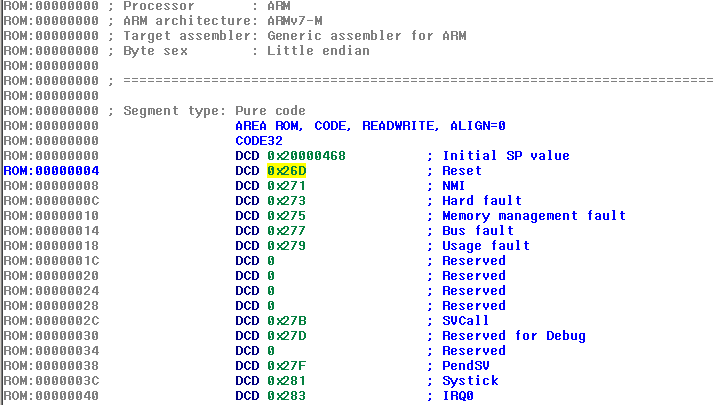 ROM:00000000 ; Processor       : ARM
ROM:00000000 ; ARM architecture: ARMv7-M
ROM:00000000 ; Target assembler: Generic assembler for ARM
ROM:00000000 ; Byte sex        : Little endian
ROM:00000000
ROM:00000000 ; ===========================================================================
ROM:00000000
ROM:00000000 ; Segment type: Pure code
ROM:00000000                 AREA ROM, CODE, READWRITE, ALIGN=0
ROM:00000000                 CODE32
ROM:00000000                 DCD 0x20000468          ; Initial SP value
ROM:00000004                 DCD 0x26D               ; Reset
ROM:00000008                 DCD 0x271               ; NMI
ROM:0000000C                 DCD 0x273               ; Hard fault
ROM:00000010                 DCD 0x275               ; Memory management fault
ROM:00000014                 DCD 0x277               ; Bus fault
ROM:00000018                 DCD 0x279               ; Usage fault
ROM:0000001C                 DCD 0                   ; Reserved
ROM:00000020                 DCD 0                   ; Reserved
ROM:00000024                 DCD 0                   ; Reserved
ROM:00000028                 DCD 0                   ; Reserved
ROM:0000002C                 DCD 0x27B               ; SVCall
ROM:00000030                 DCD 0x27D               ; Reserved for Debug
ROM:00000034                 DCD 0                   ; Reserved
ROM:00000038                 DCD 0x27F               ; PendSV
ROM:0000003C                 DCD 0x281               ; Systick
ROM:00000040                 DCD 0x283               ; IRQ0